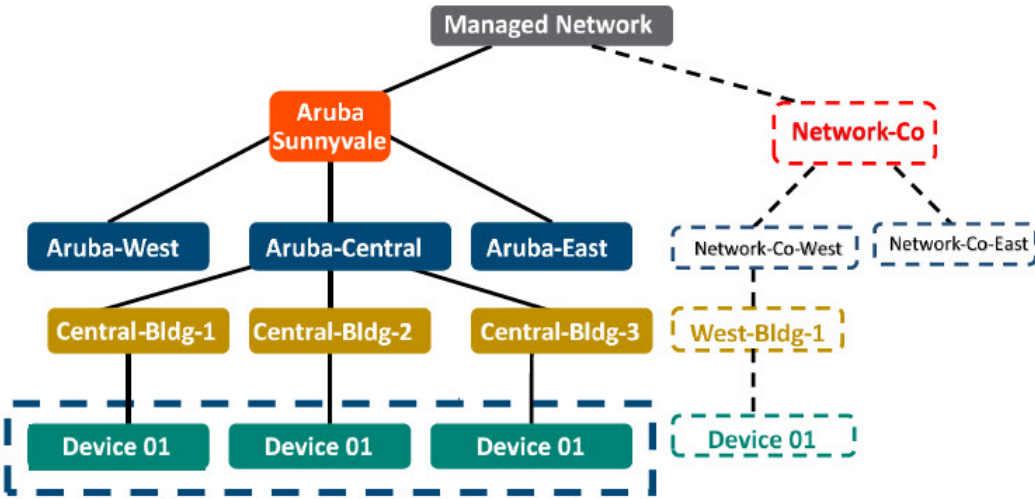 Managed Network
Aruba
Sunnyvale
Network-Co
Aruba-West
Aruba-Central
Aruba-East
Network-Co-West
Network-Co-East
Central-Bldg-1
Central-Bldg-2
Central-Bldg-3
West-Bldg-1
Device 01
Device 01
Device 01
Device 01